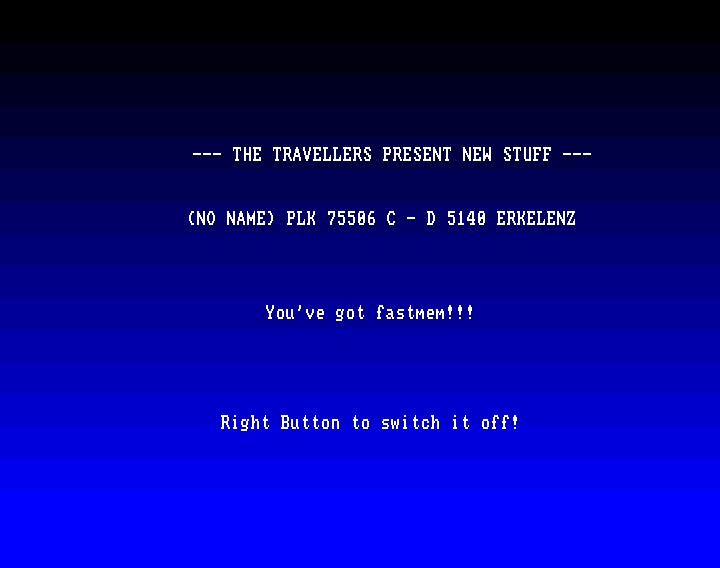 --- THE TRAVELLERS PRESENT NEW STUFF ---
(NO NAME) PLK 75506 C - D 5140 ERKELENZ
You've got fastmem!!!
Right Button to switch it off!